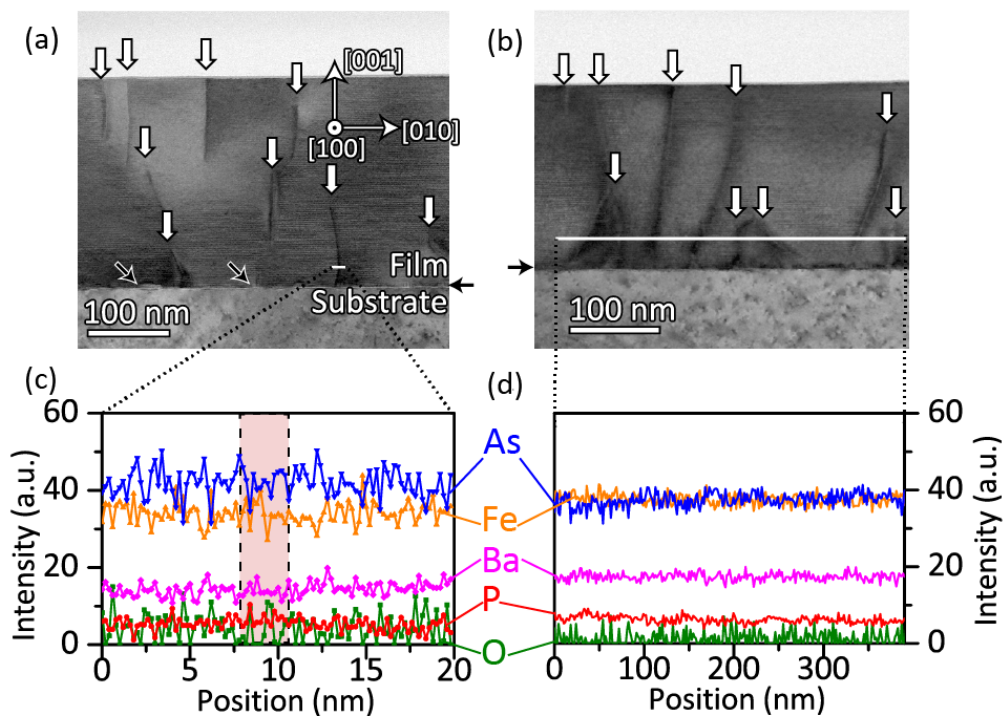 (a)
[001]
[010]
[100]
Film
Substrate
100 nm
(b)
100 nm
(c)
60
40
20
0
Intensity (a.u.)
0
5
10
15
20
Position (nm)
As
Fe
Ba
P
O
(d)
60
40
20
0
Intensity (a.u.)
0
100
200
300
Position (nm)